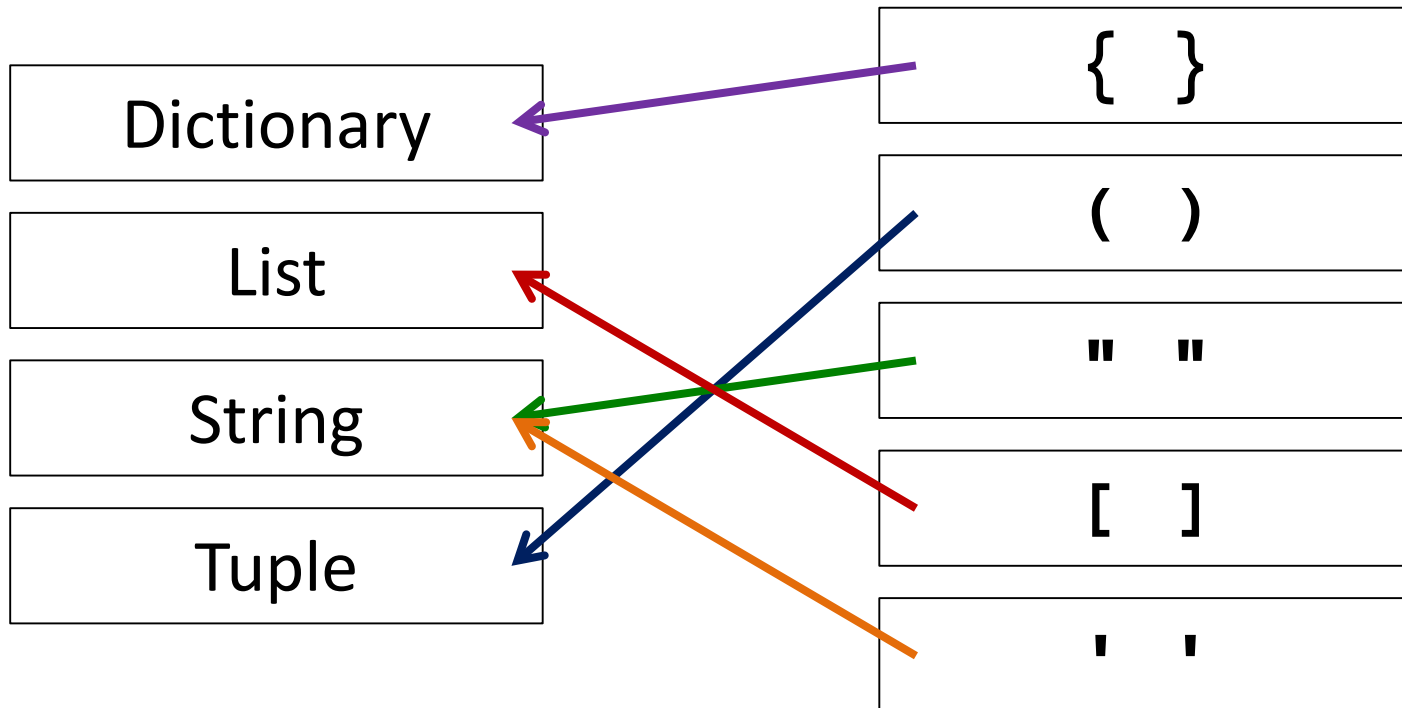 Dictionary
List
String
Tuple
{ }
( )
" "
[ ]
' '